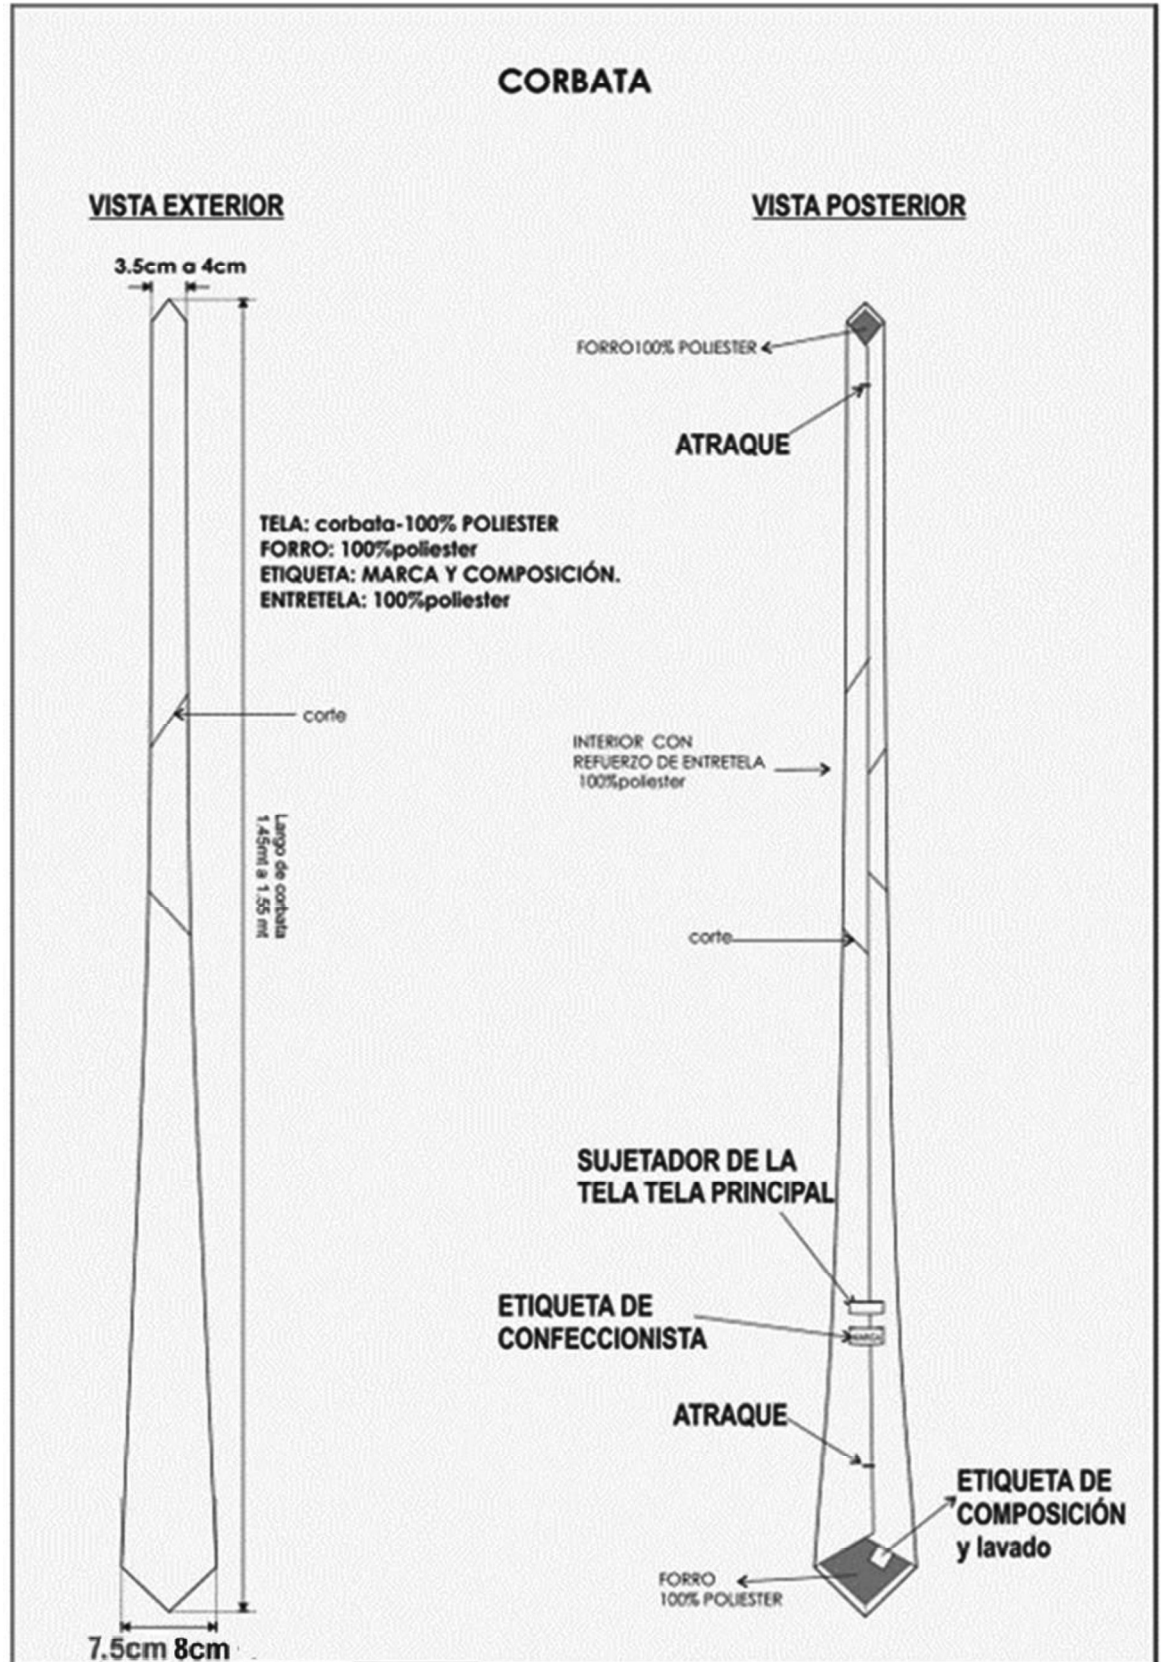 CORBATA
VISTA EXTERIOR
3.5cm a 4cm
TELA: corbata-100% POLIESTER
FORRO: 100%poliester
ETIQUETA: MARCA Y COMPOSICIÓN.
ENTRETELA: 100%poliester
corte
Largo de corbata
1.45mt a 1.55 mt
7.5cm 8cm
VISTA POSTERIOR
FORRO100% POLIESTER
ATRAQUE
INTERIOR CON
REFUERZO DE ENTRETELA
100%poliester
corte
SUJETADOR DE LA
TELA TELA PRINCIPAL
ETIQUETA DE
CONFECCIONISTA
MARCA
ATRAQUE
ETIQUETA DE
COMPOSICIÓN
y lavado
FORRO
100% POLIESTER